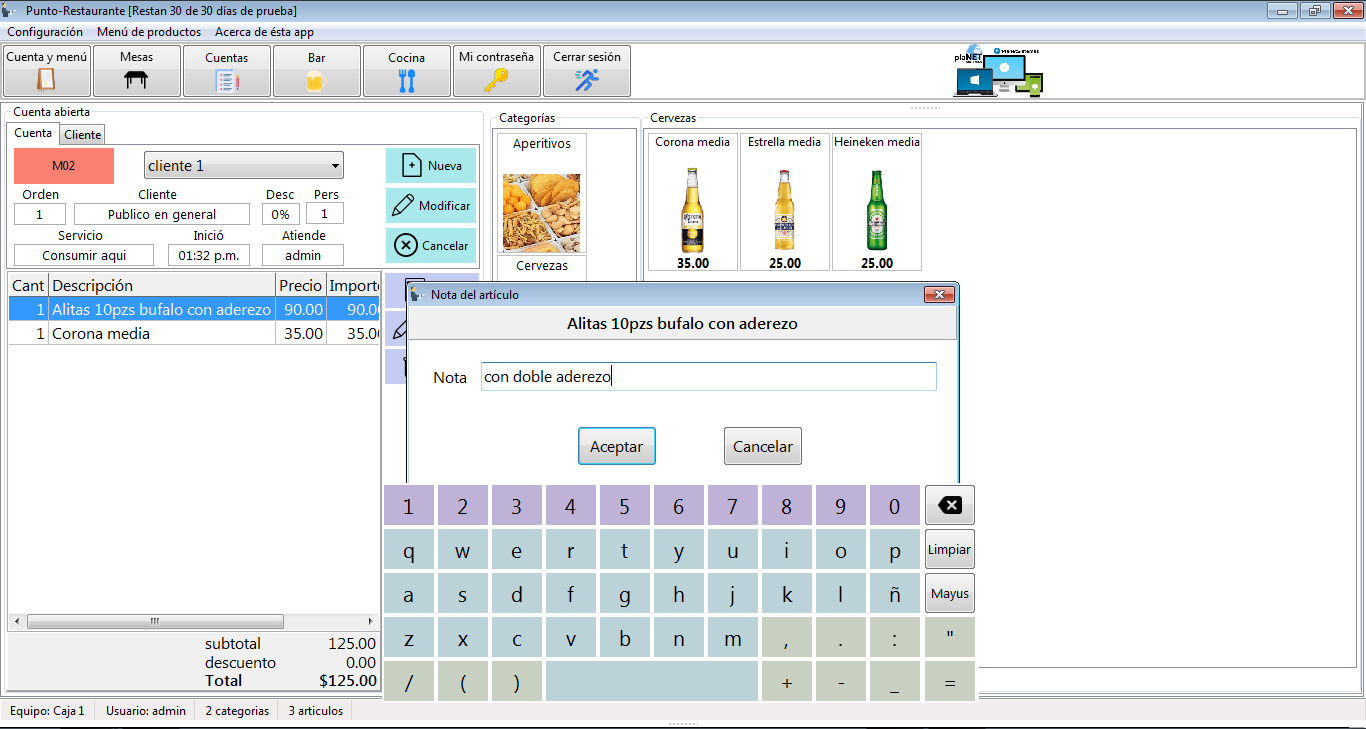 Punto-Restaurante [Restan 30 de 30 días de prueba]
Configuración Menú de productos Acerca de ésta app
Cuenta y menú Mesas Cuentas Bar Cocina Mi contraseña Cerrar sesión
plaNET
Cuenta abierta
Cuenta Cliente
M02 cliente 1
Orden Cliente Desc Pers
1 Publico en general 0% 1
Servicio Inició Atiende
Consumir aqui 01:32 p.m. admin
Nueva
Modificar
Cancelar
Cant Descripción Precio Importe
1 Alitas 10pzs bufalo con aderezo 90.00 90.0
1 Corona media 35.00 35.00
subtotal 125.00
descuento 0.00
Total $125.00
Categorías
Aperitivos
Cervezas
Cervezas
Corona media Estrella media Heineken media
35.00 25.00 25.00
Nota del artículo
Alitas 10pzs bufalo con aderezo
Nota con doble aderezo
Aceptar Cancelar
1 2 3 4 5 6 7 8 9 0
q w e r t y u i o p Limpiar
a s d f g h j k l ñ Mayus
z x c v b n m , . : "
/ ( ) + - _ =
Equipo: Caja 1 Usuario: admin 2 categorias 3 articulos